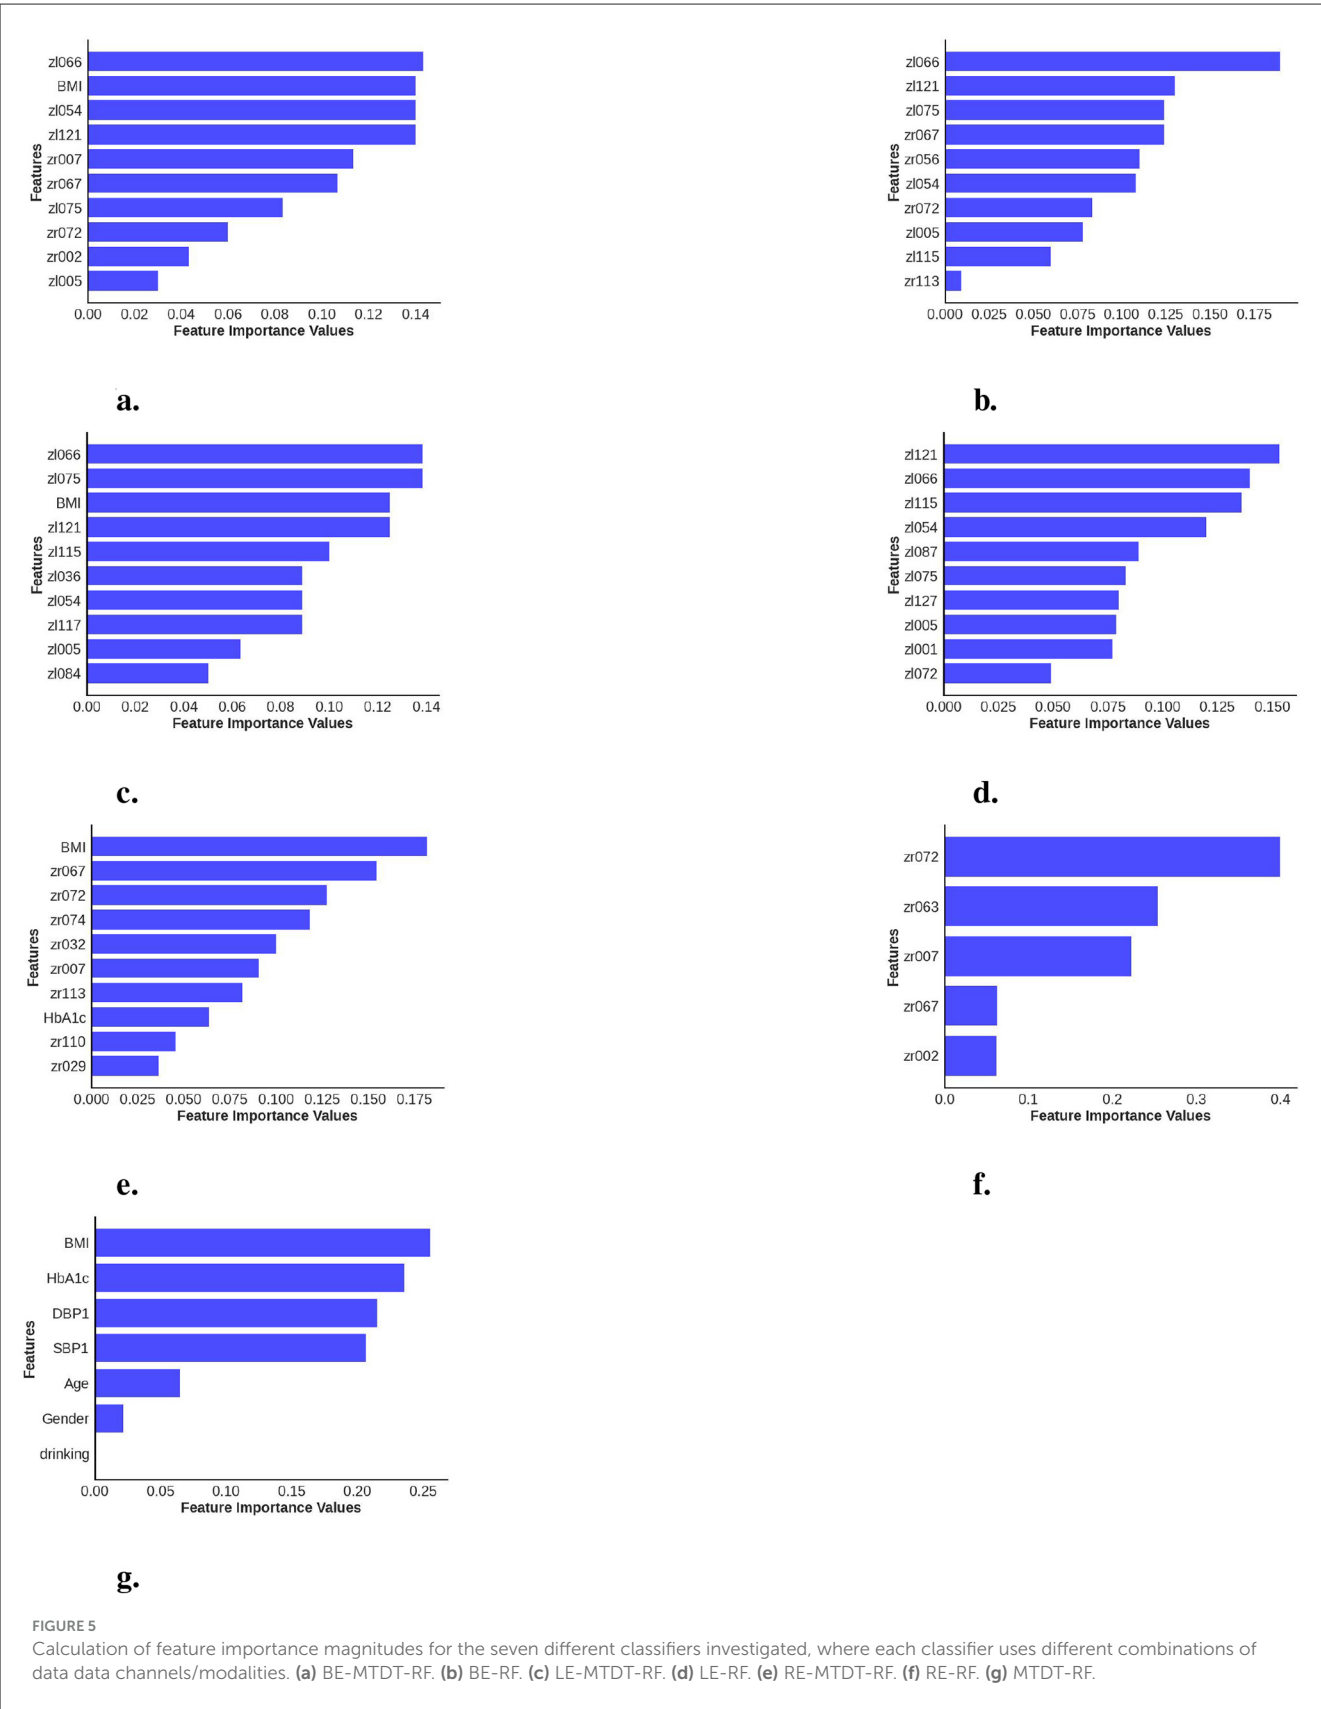 zl066
BMI
zl054
zl121
zr007
zr067
zl075
zr072
zr002
zl005
Features
0.00 0.02 0.04 0.06 0.08 0.10 0.12 0.14
Feature Importance Values
a.
zl066
zl121
zl075
zr067
zr056
zl054
zr072
zl005
zl115
zr113
Features
0.000 0.025 0.050 0.075 0.100 0.125 0.150 0.175
Feature Importance Values
b.
zl066
zl075
BMI
zl121
zl115
zl036
zl054
zl117
zl005
zl084
Features
0.00 0.02 0.04 0.06 0.08 0.10 0.12 0.14
Feature Importance Values
c.
zl121
zl066
zl115
zl054
zl087
zl075
zl127
zl005
zl001
zl072
Features
0.000 0.025 0.050 0.075 0.100 0.125 0.150
Feature Importance Values
d.
BMI
zr067
zr072
zr074
zr032
zr007
zr113
HbA1c
zr110
zr029
Features
0.000 0.025 0.050 0.075 0.100 0.125 0.150 0.175
Feature Importance Values
e.
zr072
zr063
zr007
zr067
zr002
Features
0.0 0.1 0.2 0.3 0.4
Feature Importance Values
f.
BMI
HbA1c
DBP1
SBP1
Age
Gender
drinking
Features
0.00 0.05 0.10 0.15 0.20 0.25
Feature Importance Values
g.
FIGURE 5
Calculation of feature importance magnitudes for the seven different classifiers investigated, where each classifier uses different combinations of
data data channels/modalities. (a) BE-MTDT-RF. (b) BE-RF. (c) LE-MTDT-RF. (d) LE-RF. (e) RE-MTDT-RF. (f) RE-RF. (g) MTDT-RF.